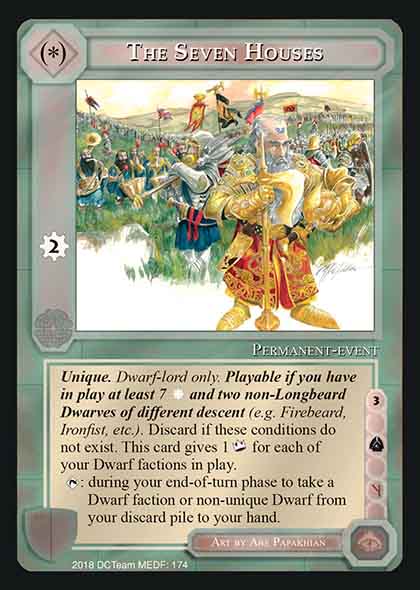 (*)
THE SEVEN HOUSES
2
PERMANENT-EVENT
Unique. Dwarf-lord only. Playable if you have
in play at least 7 and two non-Longbeard
Dwarves of different descent (e.g. Firebeard,
Ironfist, etc.). Discard if these conditions do
not exist. This card gives 1 for each of
your Dwarf factions in play.
: during your end-of-turn phase to take a
Dwarf faction or non-unique Dwarf from
your discard pile to your hand.
3
ART BY ABE PAPAKHIAN
2018 DCTeam MEDF: 174